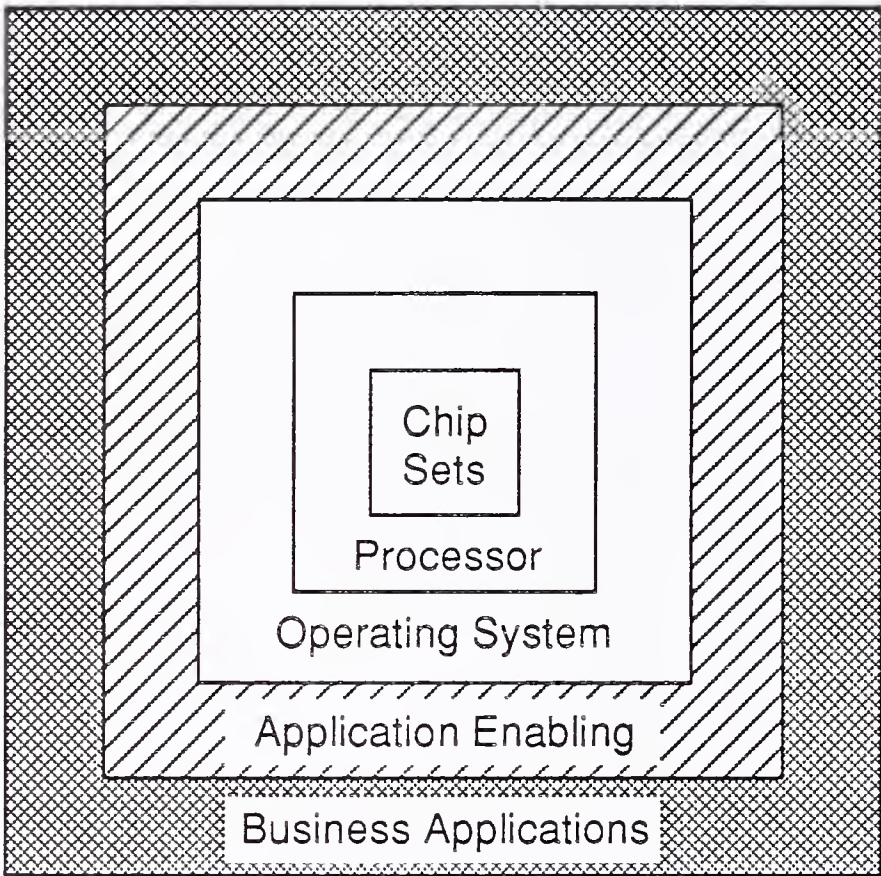 Chip
Sets
Processor
Operating System
Application Enabling
Business Applications